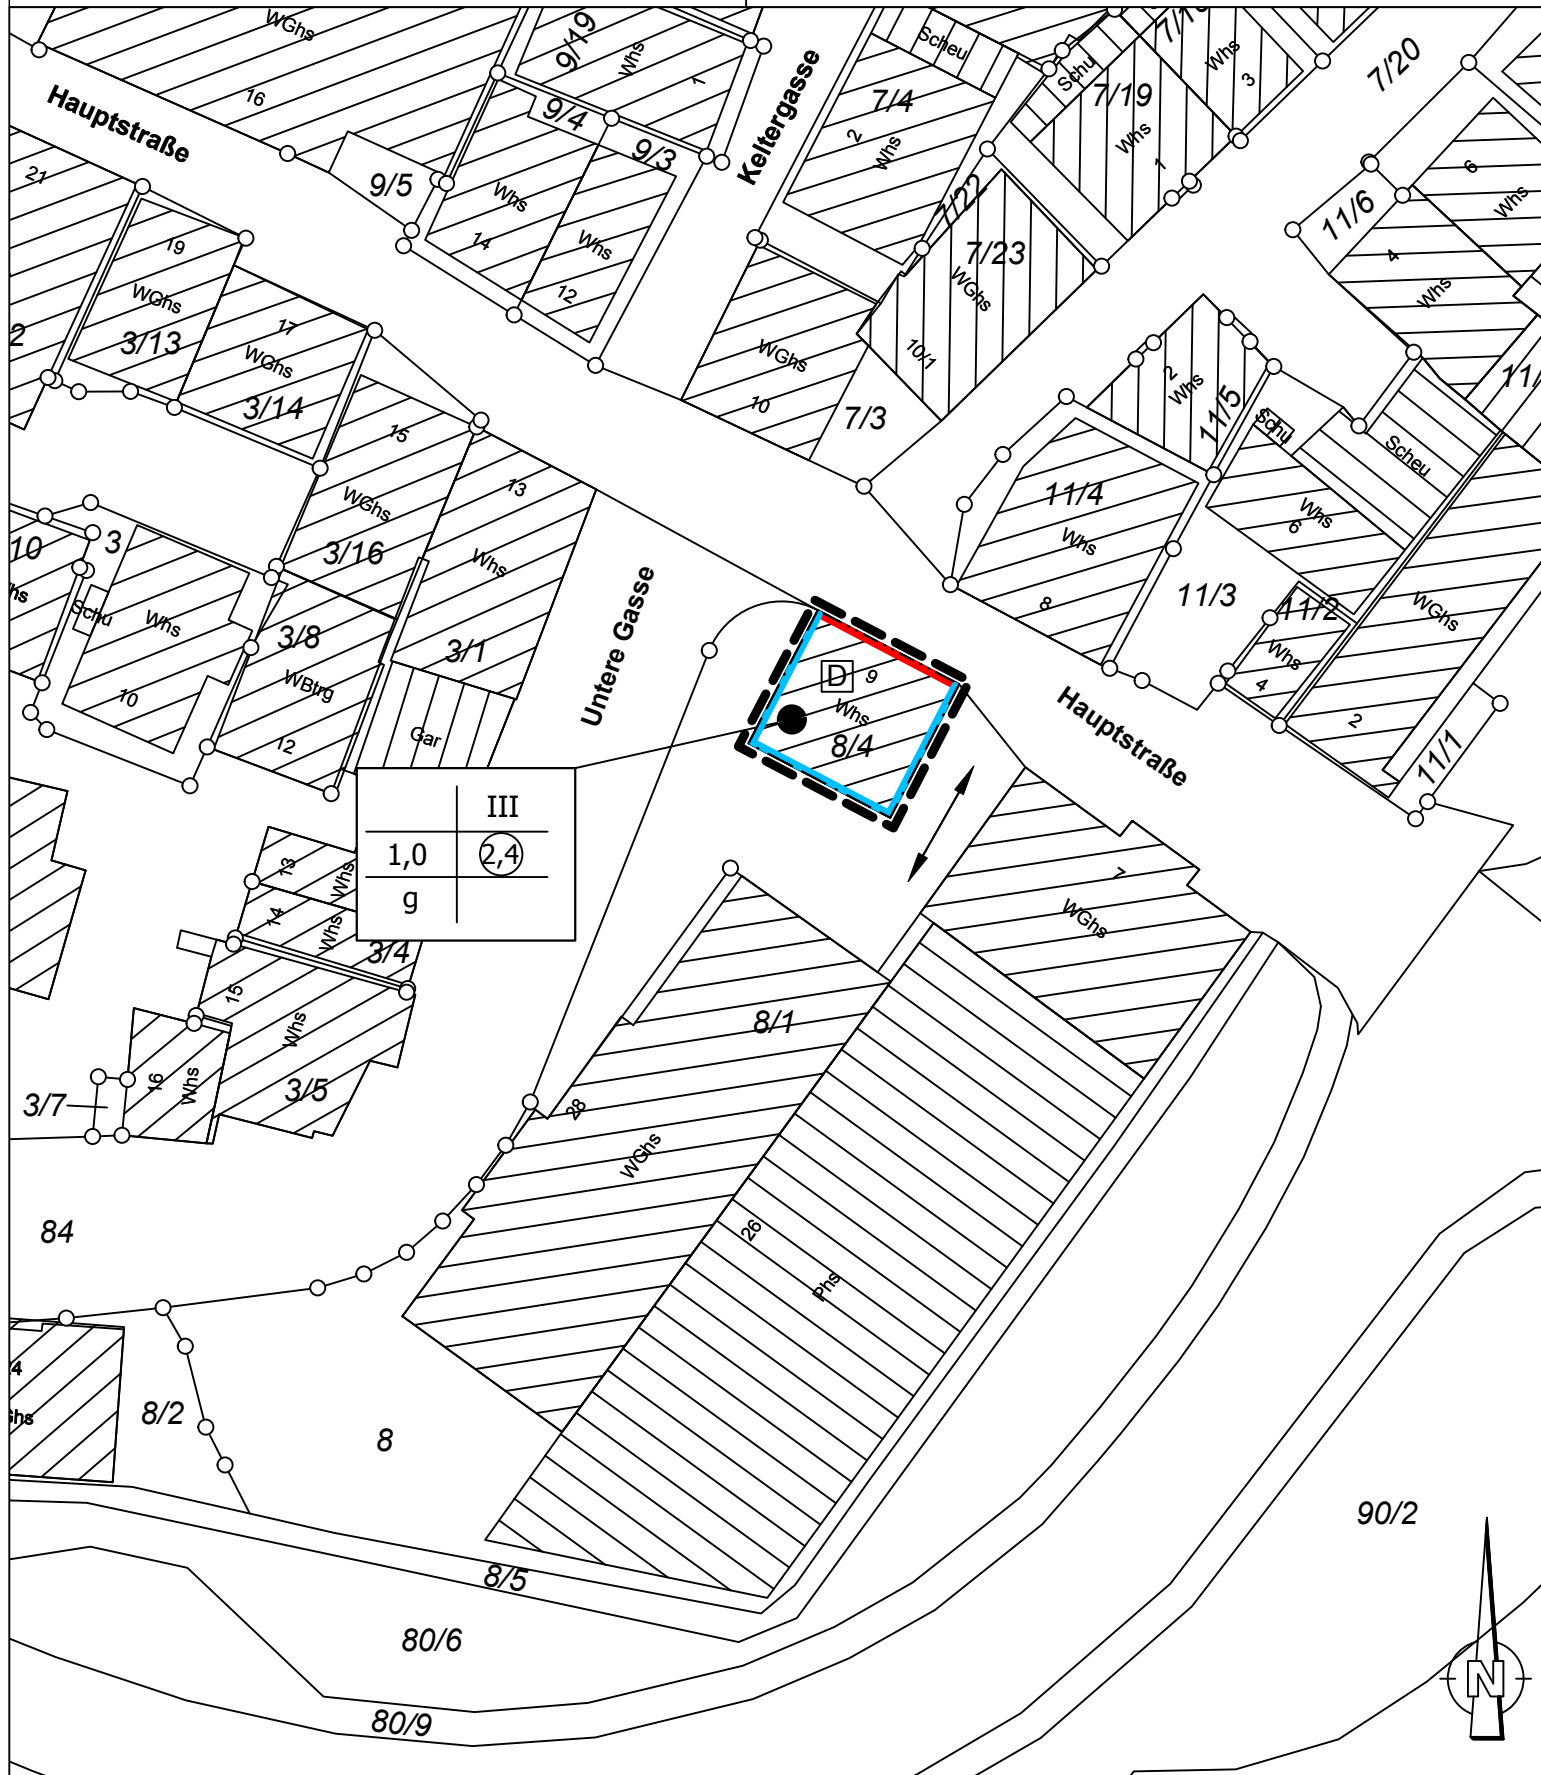 WGhs
16
Hauptstraße
9/19
Whs
1
9/4
9/3
9/5
Whs
14
Whs
12
Keltergasse
Scheu
7/4
2
Whs
Schu
7/19
Whs
1
Whs
3
7/20
7/22
7/23
WGhs
10/1
WGhs
10
7/3
11/6
6
Whs
4
Whs
21
19
WGhs
3/13
17
WGhs
3/14
15
WGhs
3/16
13
Whs
3/1
2
Whs
11/5
Schu
Scheu
11/4
Whs
8
Whs
6
11/3
11/2
Whs
4
WGhs
2
11/1
10
3
Schu
Whs
10
3/8
WBtrg
12
Gar
Untere Gasse
D
9
Whs
8/4
Hauptstraße
III
1,0
2,4
g
13
Whs
14
Whs
3/4
15
Whs
3/5
16
Whs
3/7
7
WGhs
8/1
28
WGhs
26
Phs
84
8/2
8
8/5
80/6
80/9
90/2
N